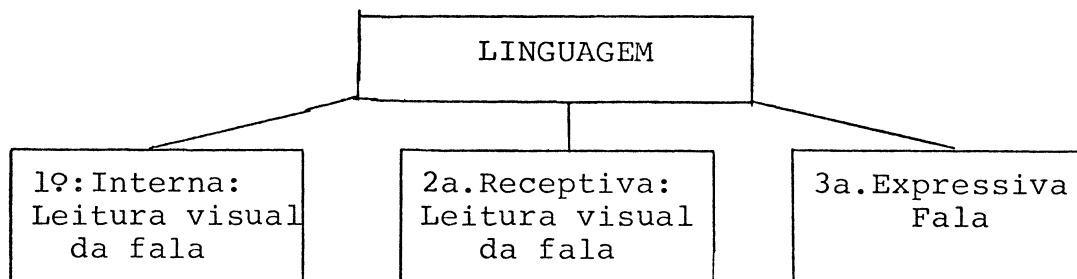 LINGUAGEM
1º:Interna:
Leitura visual
da fala
2a.Receptiva:
Leitura visual
da fala
3a.Expressiva
Fala